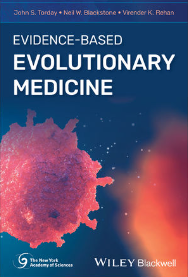 John S. Torday • Neil W. Blackstone • Virender K. Rehan
EVIDENCE-BASED
EVOLUTIONARY
MEDICINE
The New York
Academy of Sciences
WILEY Blackwell